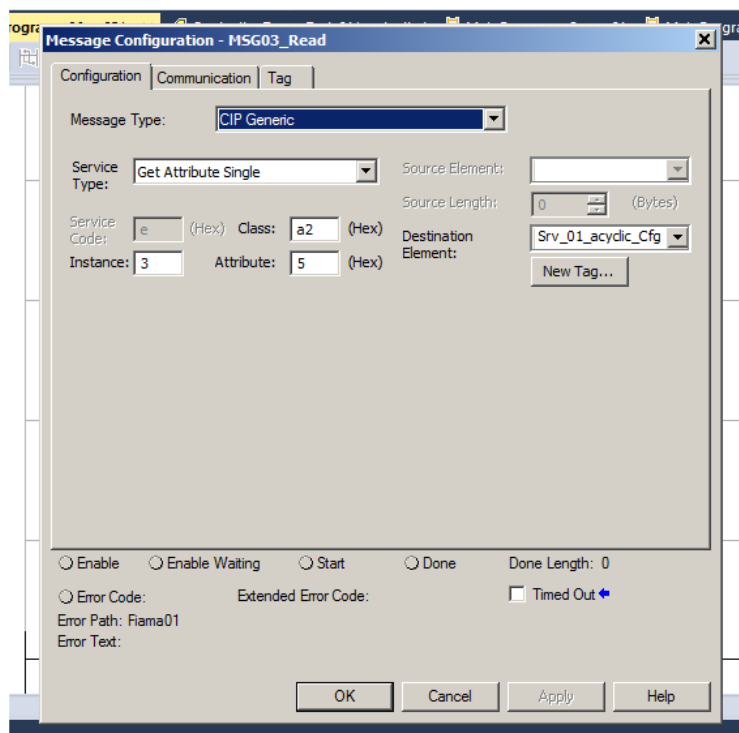 Message Configuration - MSG03_Read
Configuration Communication Tag
Message Type: CIP Generic
Service Type: Get Attribute Single
Source Element:
Source Length: 0 (Bytes)
Service Code: e (Hex) Class: a2 (Hex)
Destination Element: Srv_01_acyclic_Cfg
Instance: 3 Attribute: 5 (Hex)
New Tag...
Enable Enable Waiting Start Done Done Length: 0
Error Code: Extended Error Code: Timed Out
Error Path: Fiama01
Error Text:
OK Cancel Apply Help